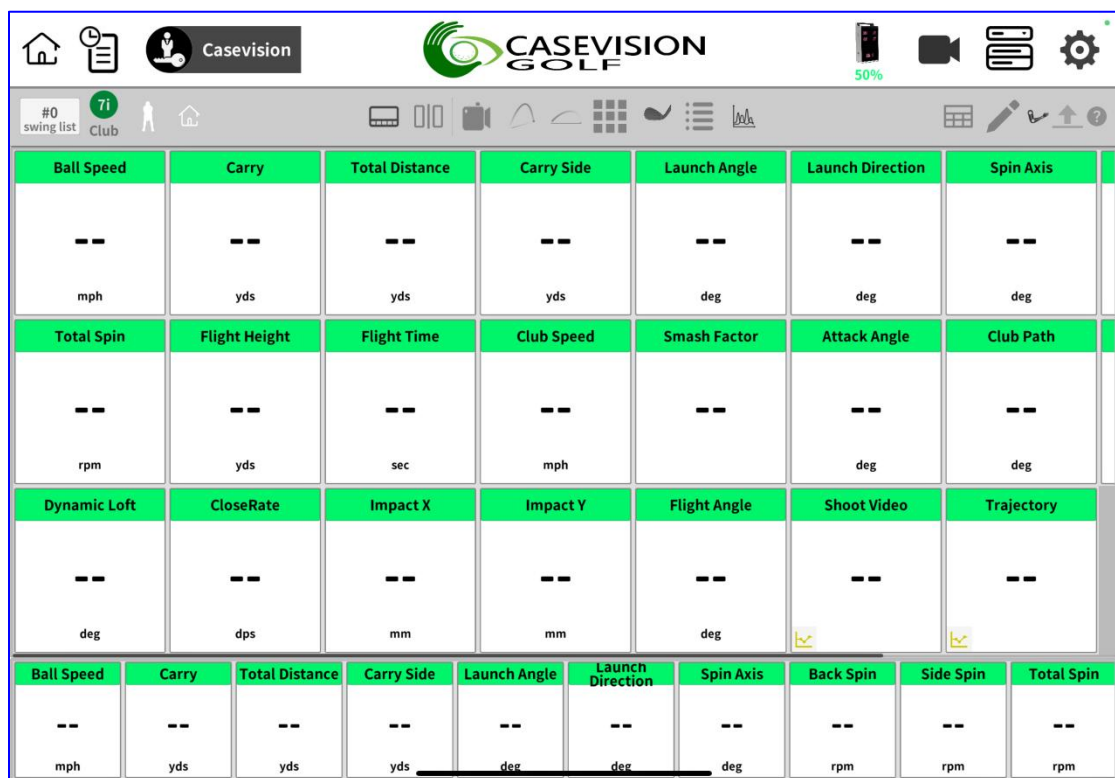 Casevision
CASEVISION
GOLF
50%
#0
swing list
7i
Club
?
Ball Speed Carry Total Distance Carry Side Launch Angle Launch Direction Spin Axis
-- -- -- -- -- -- --
mph yds yds yds deg deg deg
Total Spin Flight Height Flight Time Club Speed Smash Factor Attack Angle Club Path
-- -- -- -- -- -- --
rpm yds sec mph deg deg
Dynamic Loft CloseRate Impact X Impact Y Flight Angle Shoot Video Trajectory
-- -- -- -- -- -- --
deg dps mm mm deg
Ball Speed Carry Total Distance Carry Side Launch Angle Launch Direction Spin Axis Back Spin Side Spin Total Spin
-- -- -- -- -- -- -- -- -- --
mph yds yds yds deg deg deg rpm rpm rpm